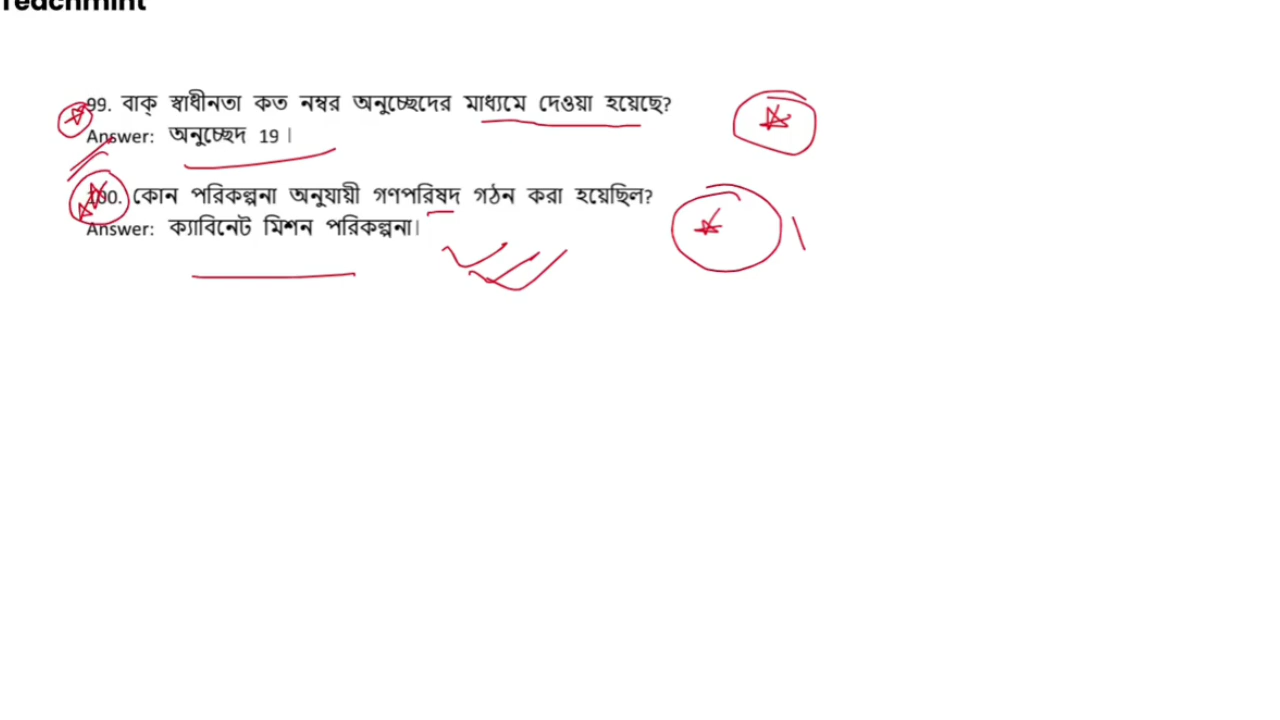 Teachmint
99. বাক্ স্বাধীনতা কত নম্বর অনুচ্ছেদের মাধ্যমে দেওয়া হয়েছে?
Answer: অনুচ্ছেদ 19।
100. কোন পরিকল্পনা অনুযায়ী গণপরিষদ গঠন করা হয়েছিল?
Answer: ক্যাবিনেট মিশন পরিকল্পনা।